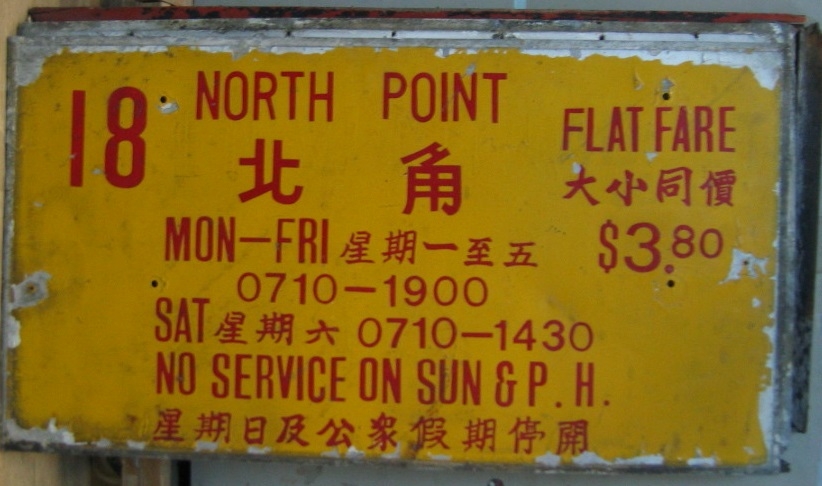 18 NORTH POINT
北角
FLAT FARE
大小同價
$3.80
MON-FRI 星期一至五
0710-1900
SAT 星期六 0710-1430
NO SERVICE ON SUN & P.H.
星期日及公眾假期停開